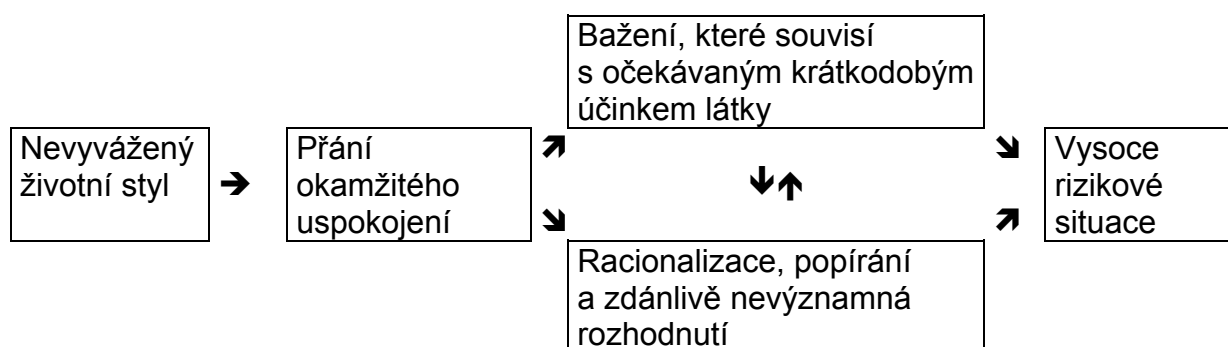 Nevyvážený
životní styl
➔
Přání
okamžitého
uspokojení
➔
➔
Bažení, které souvisí
s očekávaným krátkodobým
účinkem látky
Racionalizace, popírání
a zdánlivě nevýznamná
rozhodnutí
Vysoce
rizikové
situace